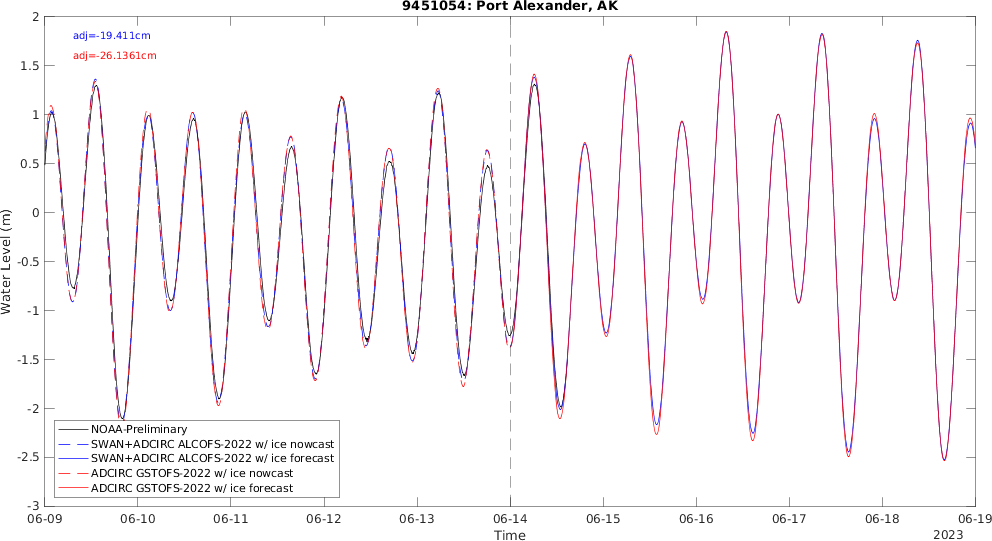 9451054: Port Alexander, AK
adj=-19.411cm
adj=-26.1361cm
2
1.5
1
0.5
0
-0.5
-1
-1.5
-2
-2.5
-3
Water Level (m)
NOAA-Preliminary
SWAN+ADCIRC ALCOFS-2022 w/ ice nowcast
SWAN+ADCIRC ALCOFS-2022 w/ ice forecast
ADCIRC GSTOFS-2022 w/ ice nowcast
ADCIRC GSTOFS-2022 w/ ice forecast
06-09 06-10 06-11 06-12 06-13 06-14 06-15 06-16 06-17 06-18 06-19
Time
2023